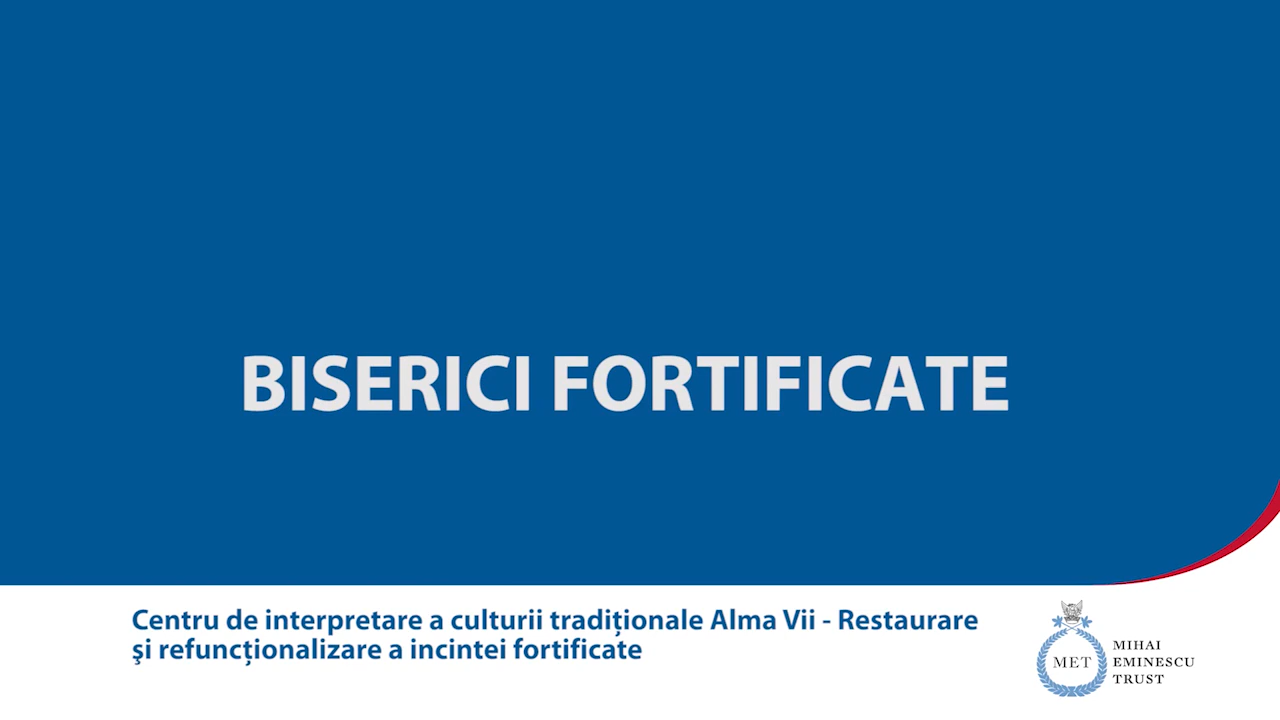 BISERICI FORTIFICATE
Centru de interpretare a culturii tradiționale Alma Vii - Restaurare
şi refuncționalizare a incintei fortificate
MET
MIHAI
EMINESCU
TRUST